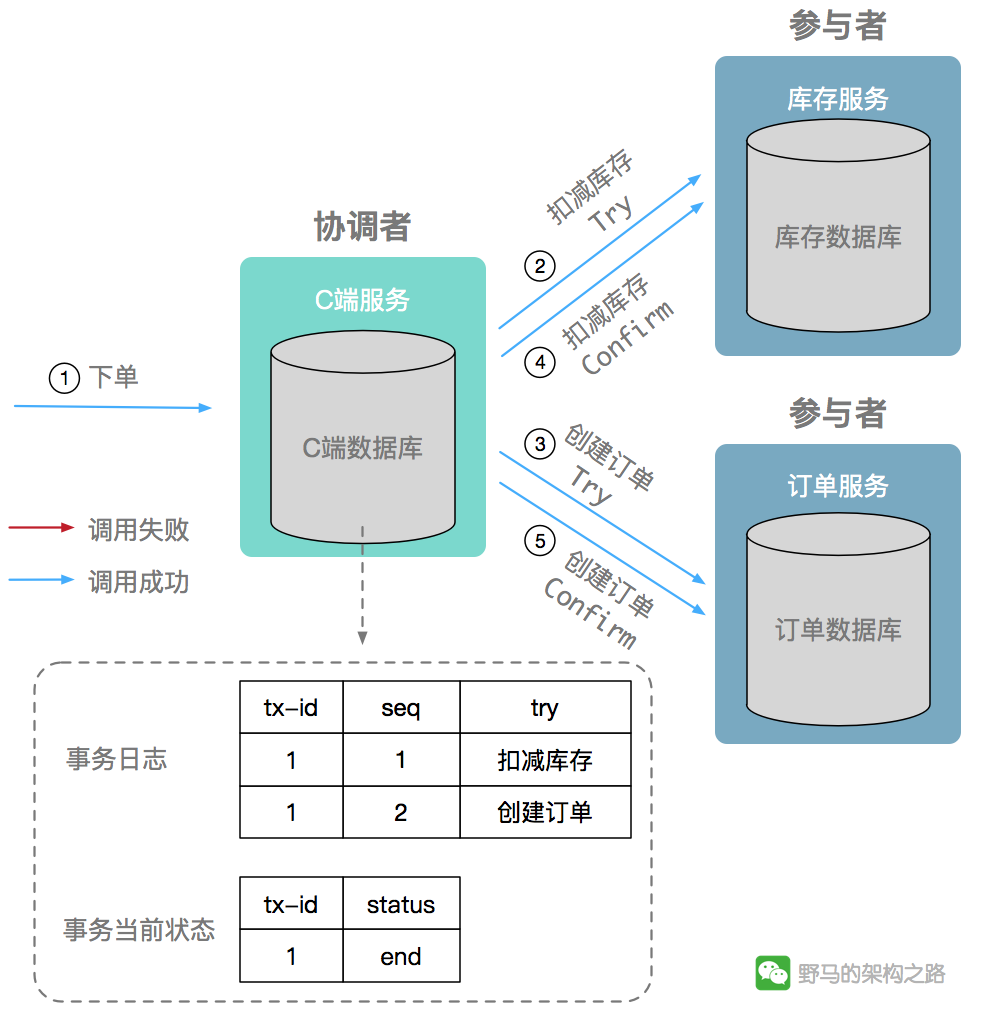 参与者
库存服务
库存数据库
扣减库存
Try
②
扣减库存
Confirm
④
协调者
C端服务
C端数据库
① 下单
③ 创建订单
Try
⑤ 创建订单
Confirm
参与者
订单服务
订单数据库
调用失败
调用成功
事务日志
tx-id seq try
1 1 扣减库存
1 2 创建订单
事务当前状态
tx-id status
1 end
野马的架构之路